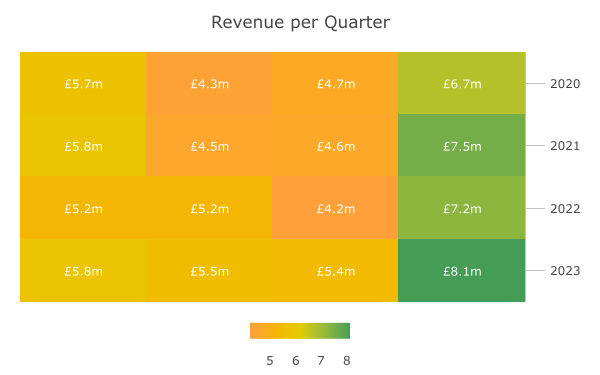 Revenue per Quarter
£5.7m £4.3m £4.7m £6.7m 2020
£5.8m £4.5m £4.6m £7.5m 2021
£5.2m £5.2m £4.2m £7.2m 2022
£5.8m £5.5m £5.4m £8.1m 2023
5 6 7 8